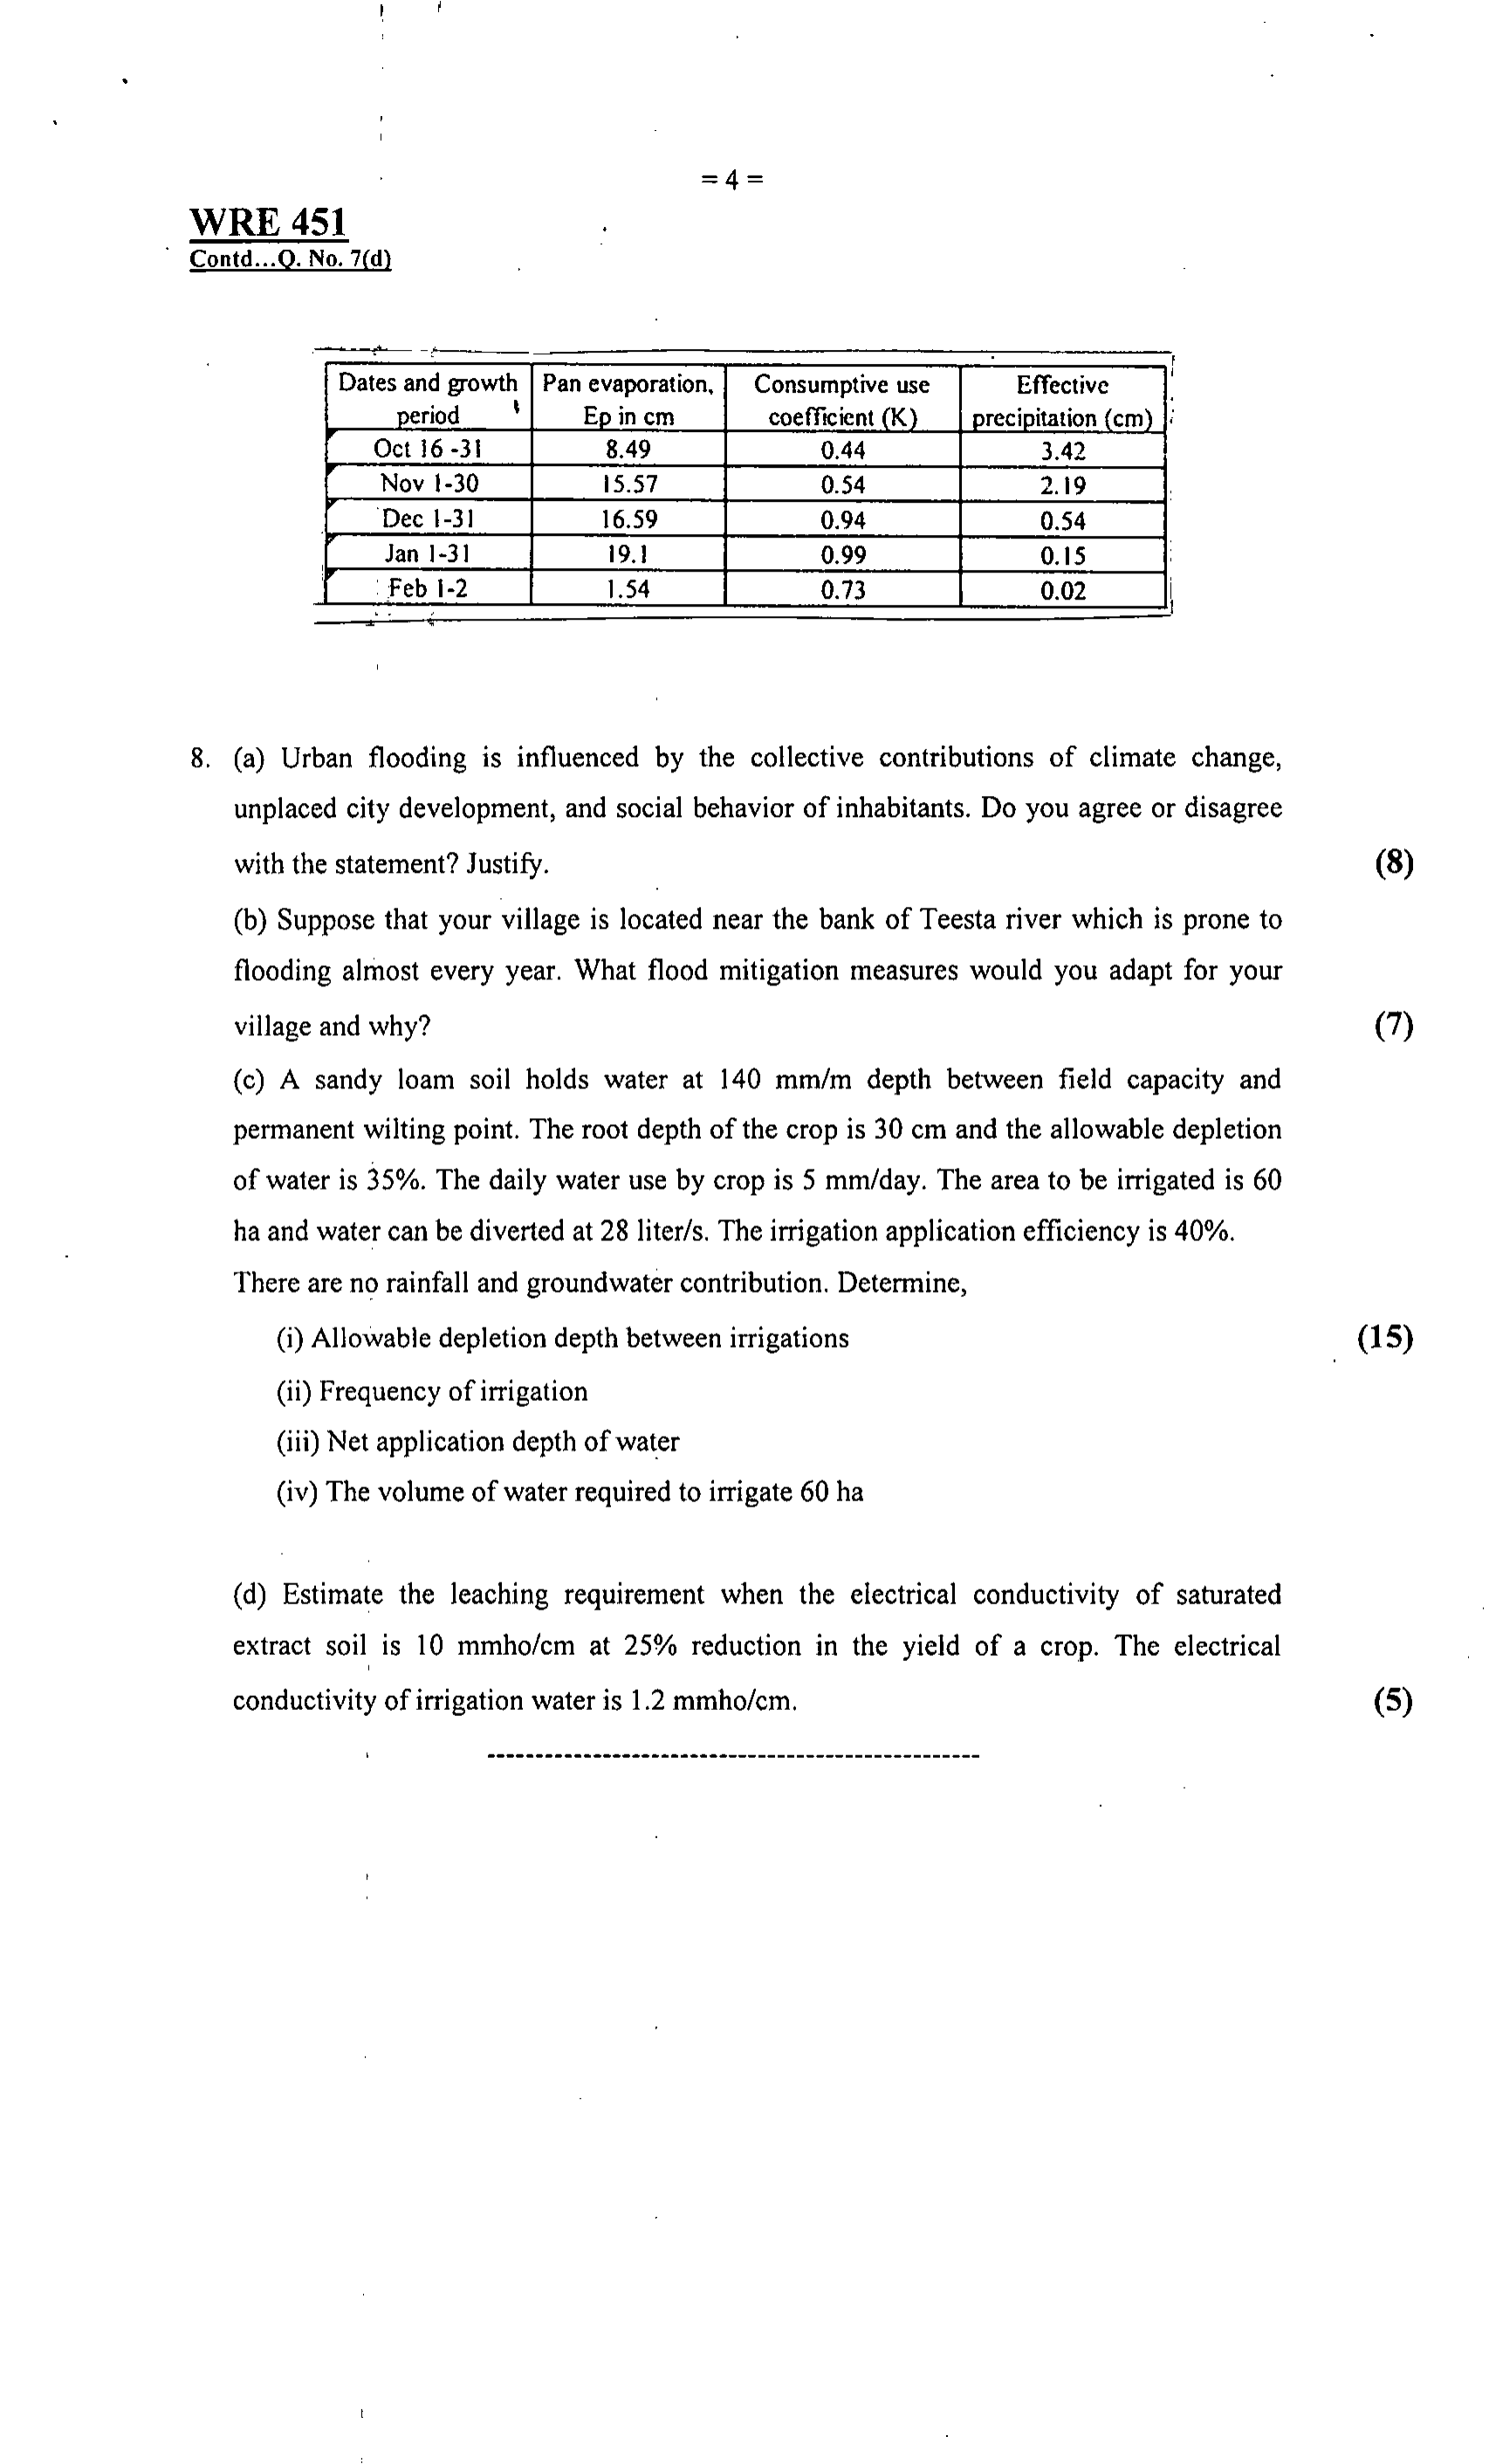 = 4 =
WRE 451
Contd...Q. No. 7(d)
Dates and growth period | Pan evaporation, Ep in cm | Consumptive use coefficient (K) | Effective precipitation (cm)
Oct 16 -31 | 8.49 | 0.44 | 3.42
Nov 1-30 | 15.57 | 0.54 | 2.19
Dec 1-31 | 16.59 | 0.94 | 0.54
Jan 1-31 | 19.1 | 0.99 | 0.15
Feb 1-2 | 1.54 | 0.73 | 0.02
8. (a) Urban flooding is influenced by the collective contributions of climate change,
unplaced city development, and social behavior of inhabitants. Do you agree or disagree
with the statement? Justify. (8)
(b) Suppose that your village is located near the bank of Teesta river which is prone to
flooding almost every year. What flood mitigation measures would you adapt for your
village and why? (7)
(c) A sandy loam soil holds water at 140 mm/m depth between field capacity and
permanent wilting point. The root depth of the crop is 30 cm and the allowable depletion
of water is 35%. The daily water use by crop is 5 mm/day. The area to be irrigated is 60
ha and water can be diverted at 28 liter/s. The irrigation application efficiency is 40%.
There are no rainfall and groundwater contribution. Determine,
(i) Allowable depletion depth between irrigations (15)
(ii) Frequency of irrigation
(iii) Net application depth of water
(iv) The volume of water required to irrigate 60 ha
(d) Estimate the leaching requirement when the electrical conductivity of saturated
extract soil is 10 mmho/cm at 25% reduction in the yield of a crop. The electrical
conductivity of irrigation water is 1.2 mmho/cm. (5)